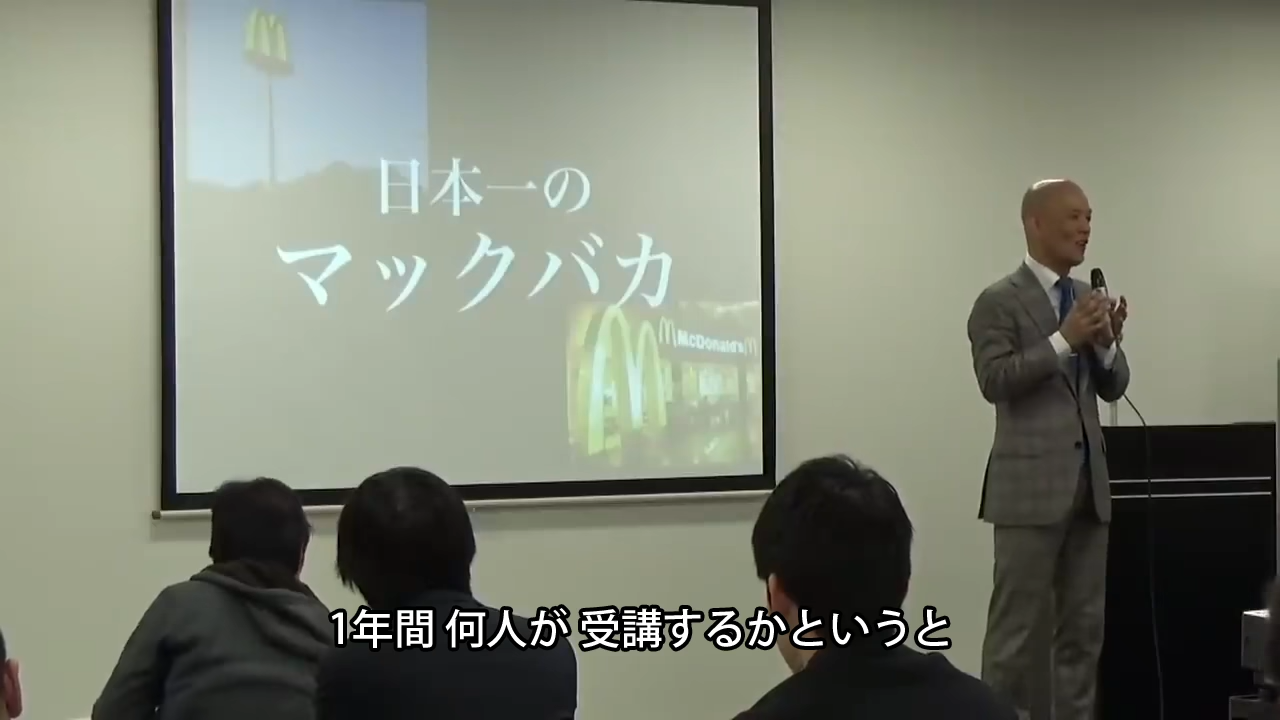 日本一の
マックバカ
McDonald's
1年間 何人が 受講するかというと